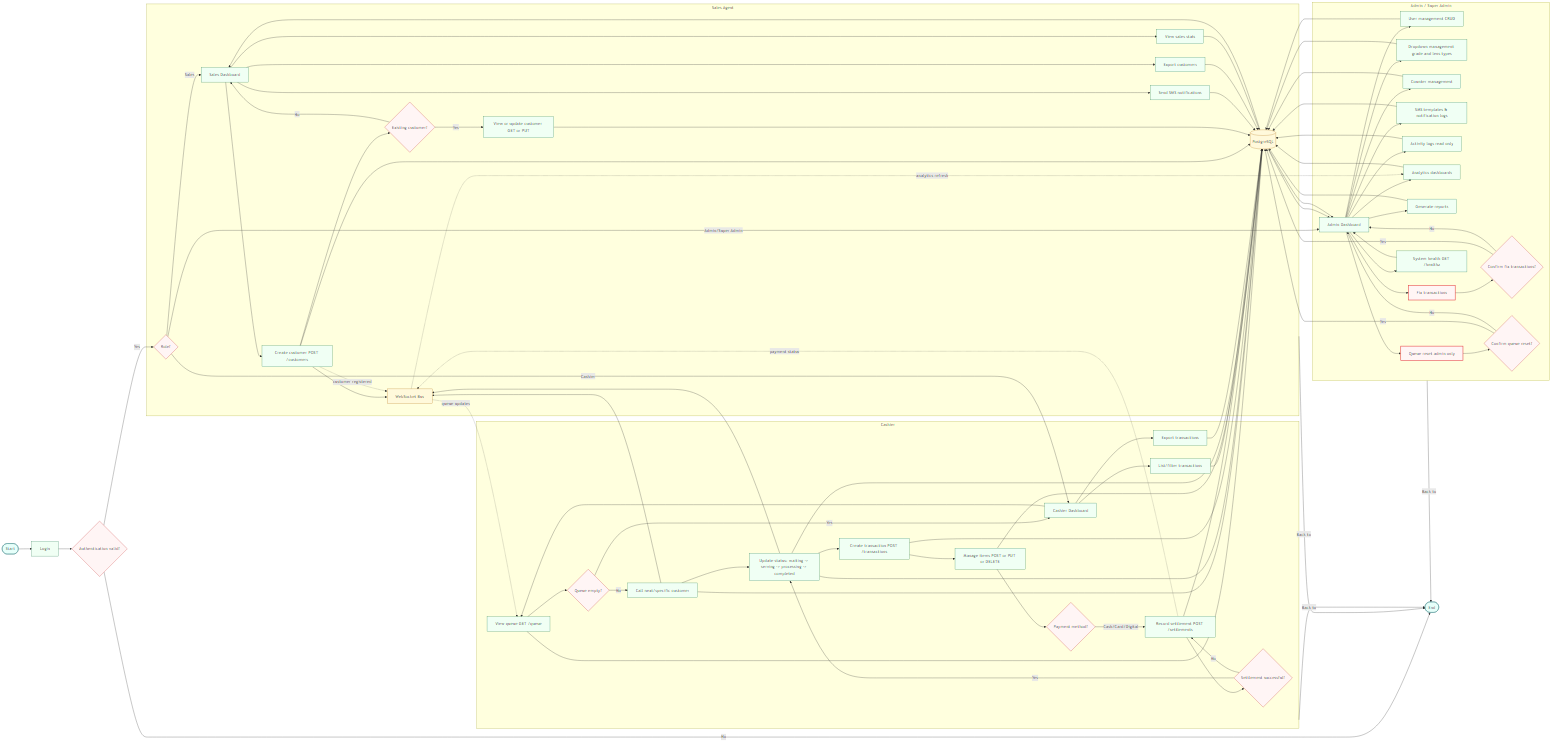 Sales Agent
Admin / Super Admin
User management CRUD
Dropdown management
grade and lens types
Counter management
SMS templates &
notification logs
Activity logs read only
Analytics dashboards
Generate reports
Admin Dashboard
System health GET
/healthz
Fix transactions
Confirm fix transactions?
Queue reset admin only
Confirm queue reset?
No
Yes
No
Yes
View sales stats
Export customers
Send SMS notifications
PostgreSQL
Sales
Sales Dashboard
Existing customer?
No
Yes
View or update customer
GET or PUT
analytics refresh
Admin/Super Admin
Yes
Role?
Create customer POST
/customers
payment status
Cashier
customer registered
WebSocket Bus
queue updates
Cashier
Export transactions
List/filter transactions
Cashier Dashboard
Yes
Create transaction POST
/transactions
Manage items POST or PUT
or DELETE
Update status: waiting ->
serving -> processing ->
completed
Queue empty?
No
Call next/specific customer
View queue GET /queue
Payment method?
Cash/Card/Digital
Record settlement POST
/settlements
No
Settlement successful?
Yes
Start
Login
Authentication valid?
No
Back to
Back to
Back to
End